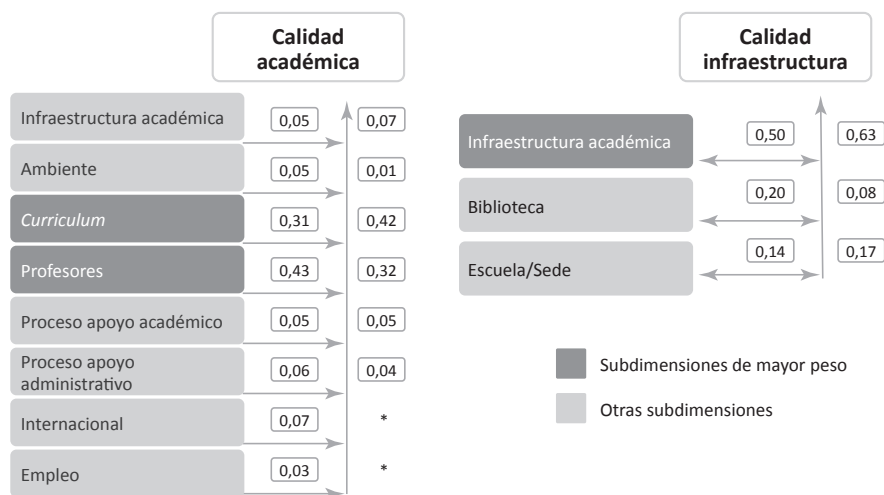 Calidad
académica
Infraestructura académica 0,05 0,07
Ambiente 0,05 0,01
Curriculum 0,31 0,42
Profesores 0,43 0,32
Proceso apoyo académico 0,05 0,05
Proceso apoyo
administrativo 0,06 0,04
Internacional 0,07 *
Empleo 0,03 *
Calidad
infraestructura
Infraestructura académica 0,50 0,63
Biblioteca 0,20 0,08
Escuela/Sede 0,14 0,17
Subdimensiones de mayor peso
Otras subdimensiones